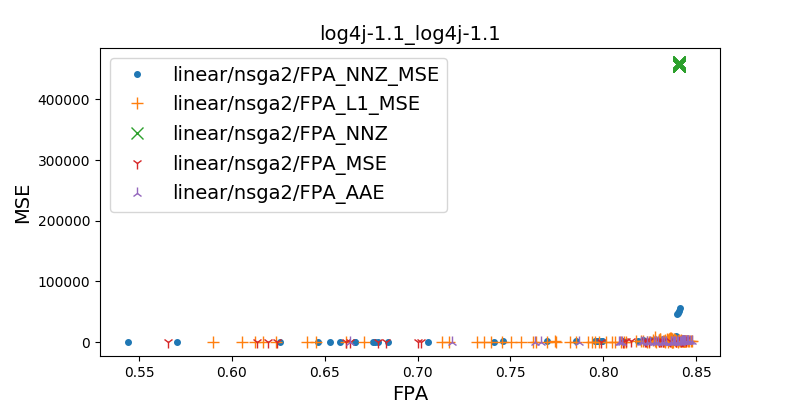 log4j-1.1_log4j-1.1
linear/nsga2/FPA_NNZ_MSE
linear/nsga2/FPA_L1_MSE
linear/nsga2/FPA_NNZ
linear/nsga2/FPA_MSE
linear/nsga2/FPA_AAE
MSE
400000
300000
200000
100000
0
0.55 0.60 0.65 0.70 0.75 0.80 0.85
FPA